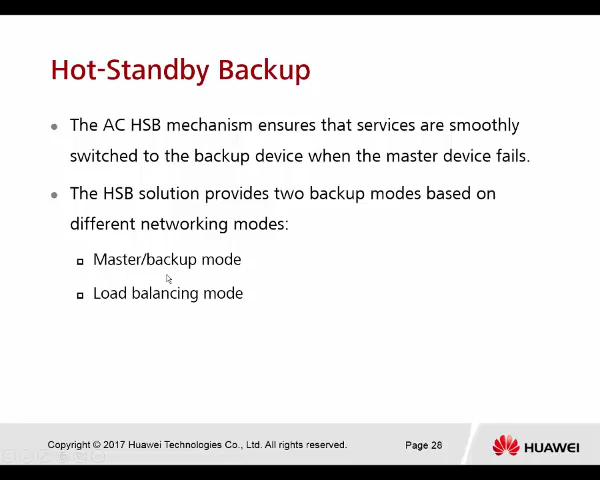 Hot-Standby Backup
The AC HSB mechanism ensures that services are smoothly
switched to the backup device when the master device fails.
The HSB solution provides two backup modes based on
different networking modes:
Master/backup mode
Load balancing mode
Copyright © 2017 Huawei Technologies Co., Ltd. All rights reserved.
Page 28
HUAWEI